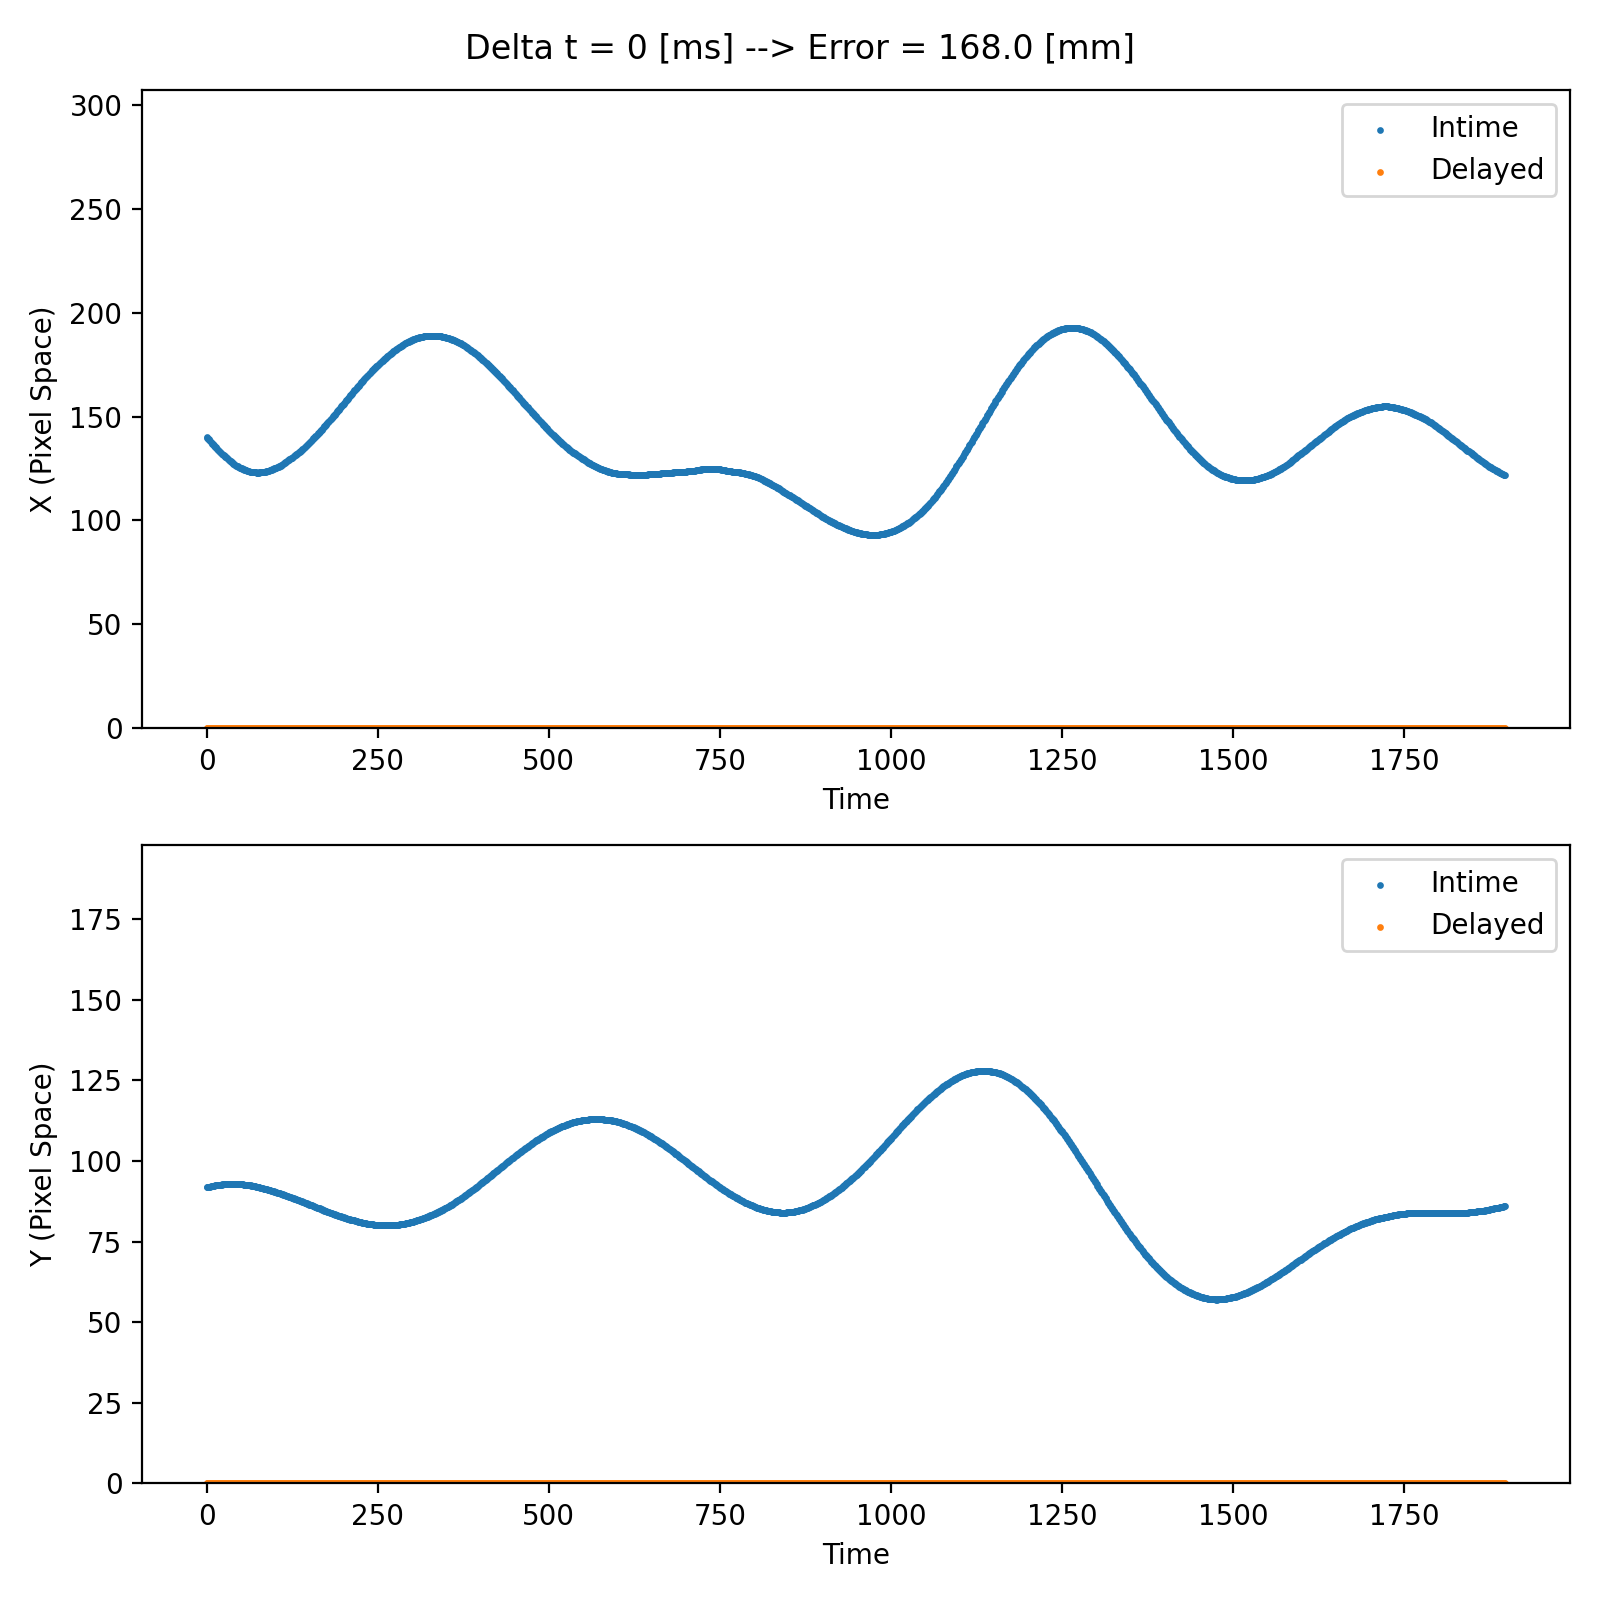 Delta t = 0 [ms] --> Error = 168.0 [mm]
300
250
200
150
100
50
0
X (Pixel Space)
Intime
Delayed
0 250 500 750 1000 1250 1500 1750
Time
175
150
125
100
75
50
25
0
Y (Pixel Space)
Intime
Delayed
0 250 500 750 1000 1250 1500 1750
Time